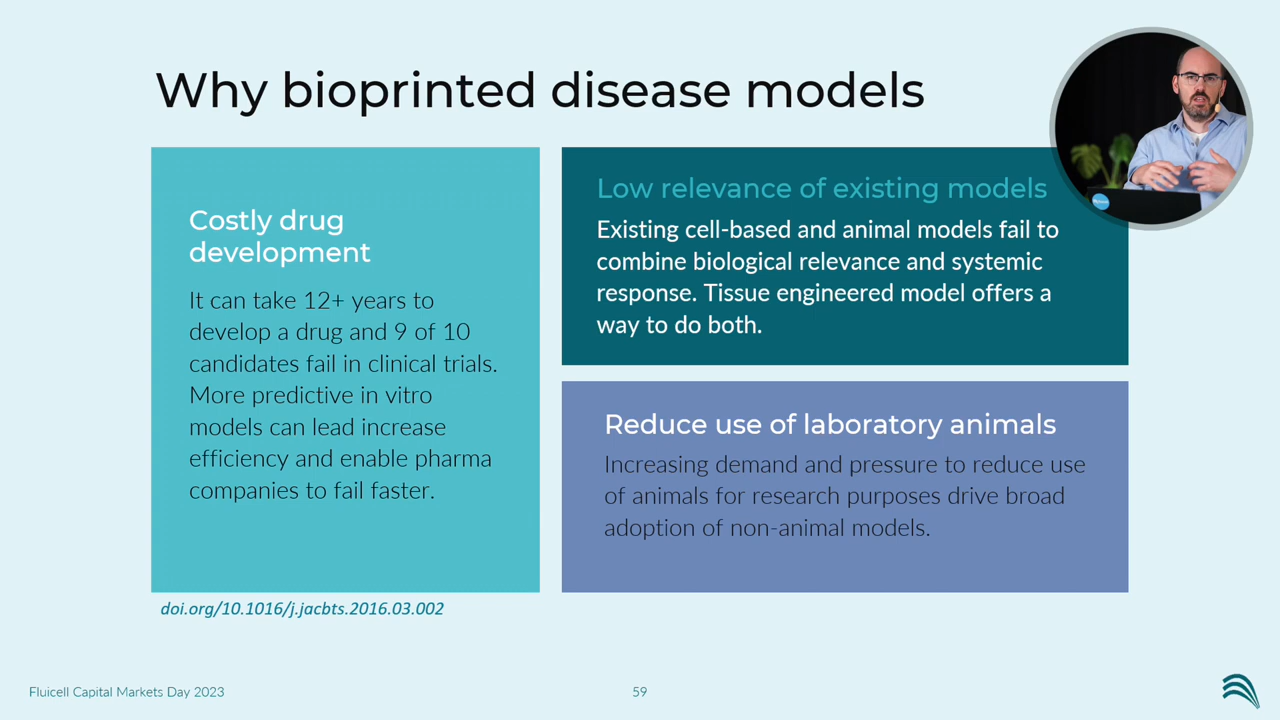 Why bioprinted disease models
Costly drug
development
It can take 12+ years to
develop a drug and 9 of 10
candidates fail in clinical trials.
More predictive in vitro
models can lead increase
efficiency and enable pharma
companies to fail faster.
Low relevance of existing models
Existing cell-based and animal models fail to
combine biological relevance and systemic
response. Tissue engineered model offers a
way to do both.
Reduce use of laboratory animals
Increasing demand and pressure to reduce use
of animals for research purposes drive broad
adoption of non-animal models.
doi.org/10.1016/j.jacbts.2016.03.002
Fluicell Capital Markets Day 2023
59